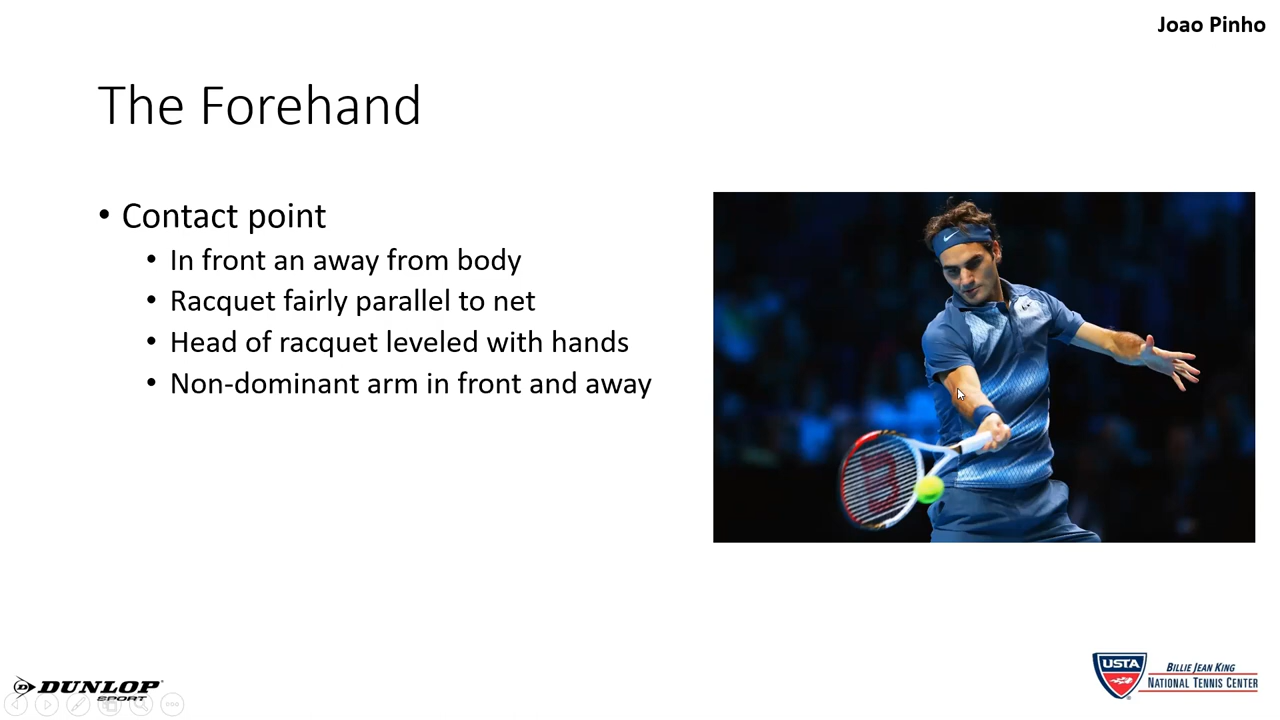 Joao Pinho
The Forehand
• Contact point
• In front an away from body
• Racquet fairly parallel to net
• Head of racquet leveled with hands
• Non-dominant arm in front and away
DUNLOP
SPORT
USTA
BILLIE JEAN KING
NATIONAL TENNIS CENTER